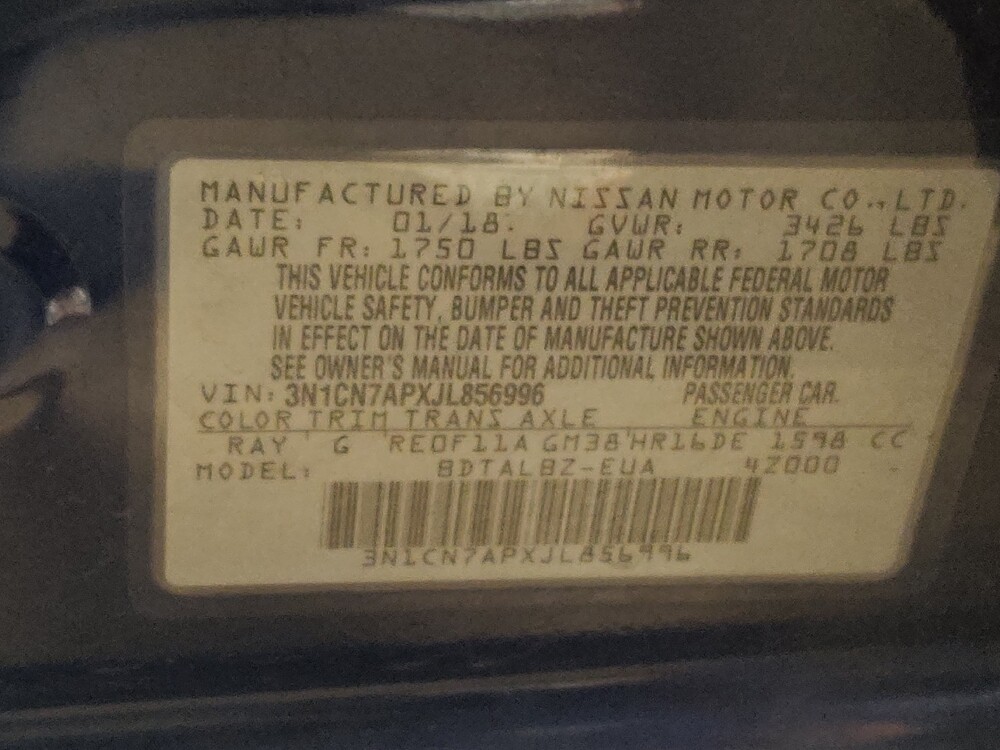 MANUFACTURED BY NISSAN MOTOR CO., LTD.
DATE: 01/18. GVWR: 3426 LBS
GAWR FR: 1750 LBS GAWR RR: 1708 LBS
THIS VEHICLE CONFORMS TO ALL APPLICABLE FEDERAL MOTOR
VEHICLE SAFETY, BUMPER AND THEFT PREVENTION STANDARDS
IN EFFECT ON THE DATE OF MANUFACTURE SHOWN ABOVE.
SEE OWNER'S MANUAL FOR ADDITIONAL INFORMATION.
VIN: 3N1CN7APXJL856996 PASSENGER CAR.
COLOR TRIM TRANS AXLE ENGINE
RAY G RE0F11A GM38 HR16DE 1598 CC
MODEL: BDTALBZ-EUA 4Z000
3N1CN7APXJL856996